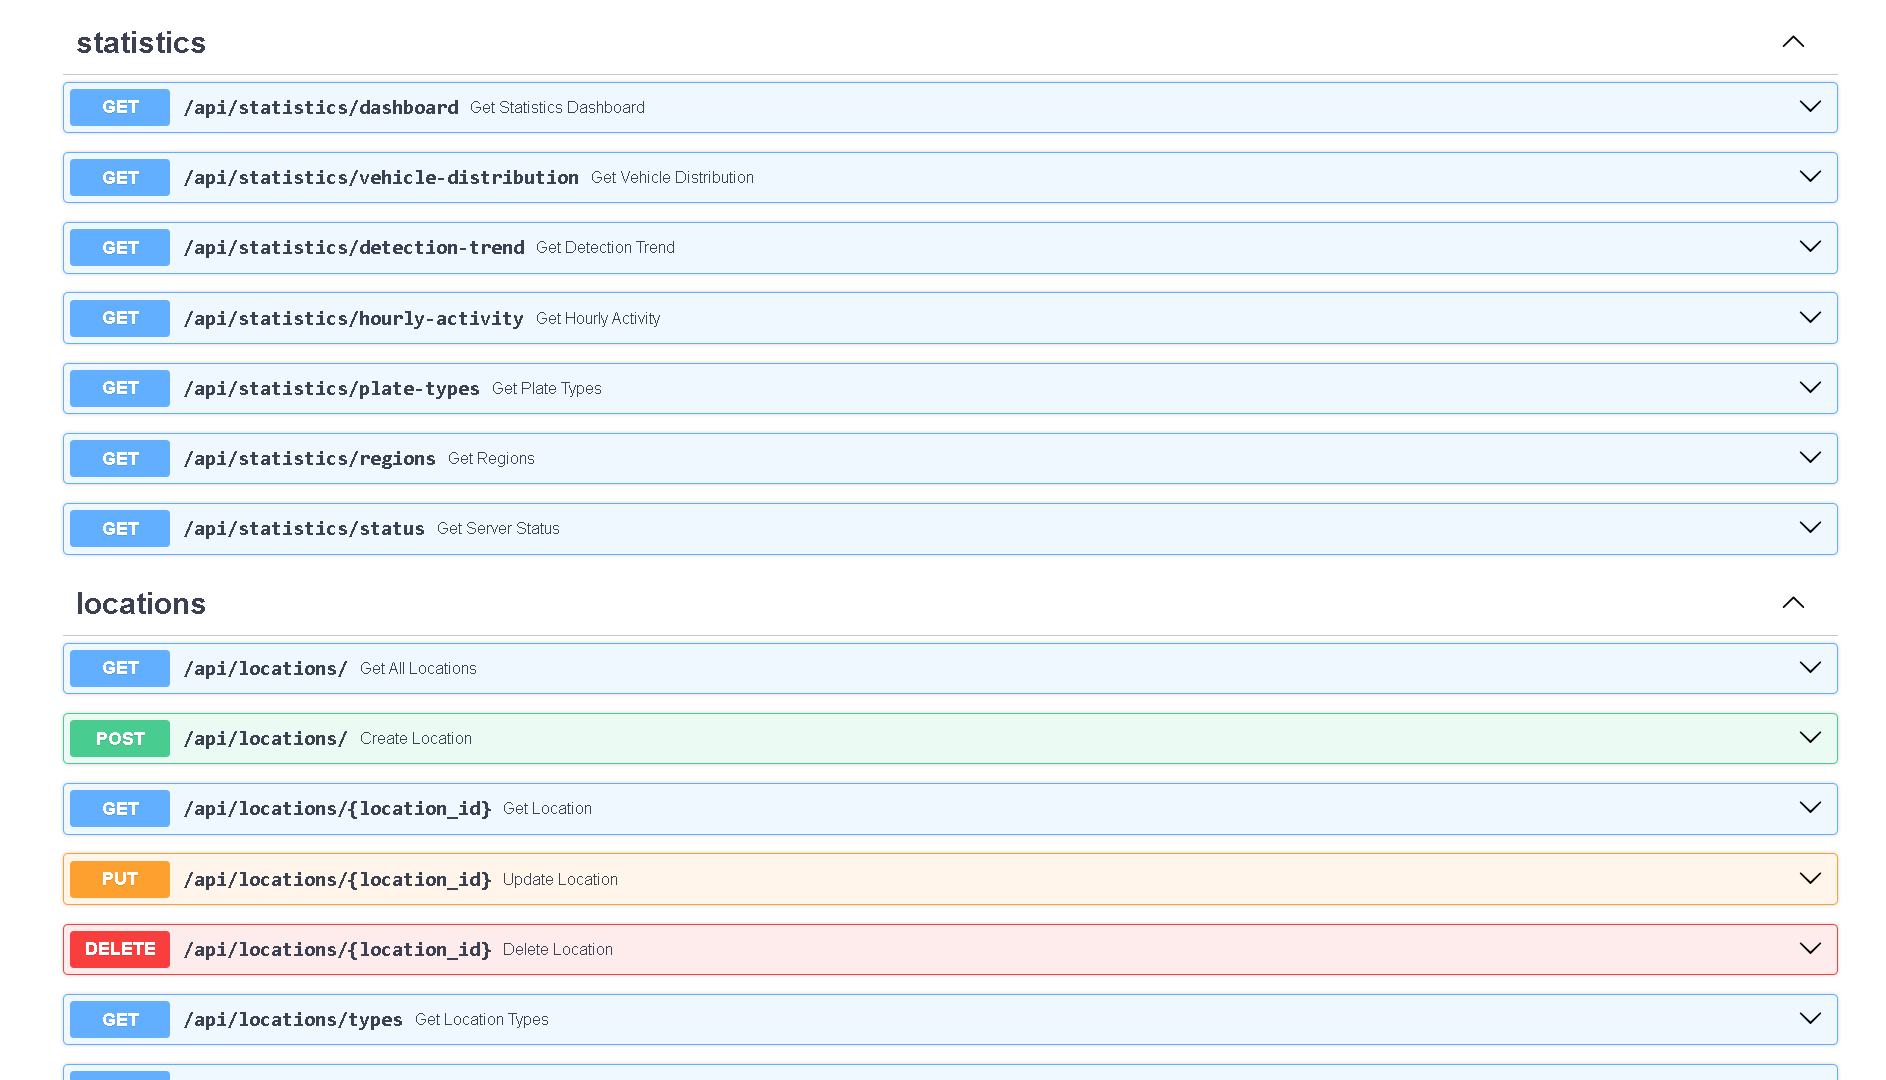 statistics
GET /api/statistics/dashboard Get Statistics Dashboard
GET /api/statistics/vehicle-distribution Get Vehicle Distribution
GET /api/statistics/detection-trend Get Detection Trend
GET /api/statistics/hourly-activity Get Hourly Activity
GET /api/statistics/plate-types Get Plate Types
GET /api/statistics/regions Get Regions
GET /api/statistics/status Get Server Status
locations
GET /api/locations/ Get All Locations
POST /api/locations/ Create Location
GET /api/locations/{location_id} Get Location
PUT /api/locations/{location_id} Update Location
DELETE /api/locations/{location_id} Delete Location
GET /api/locations/types Get Location Types